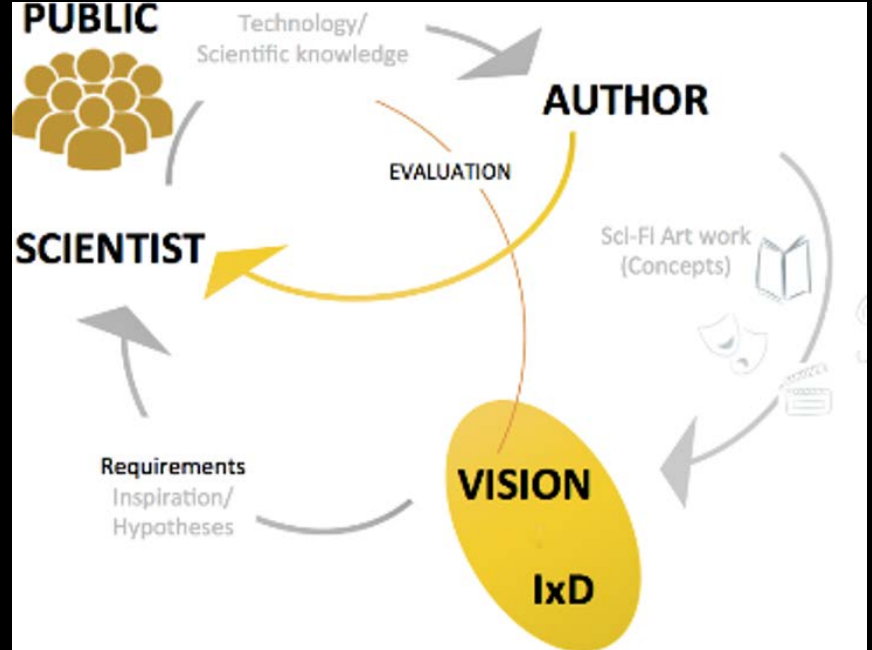 PUBLIC
Technology/
Scientific knowledge
AUTHOR
EVALUATION
SCIENTIST
Sci-Fi Art work
(Concepts)
Requirements
Inspiration/
Hypotheses
VISION
IxD